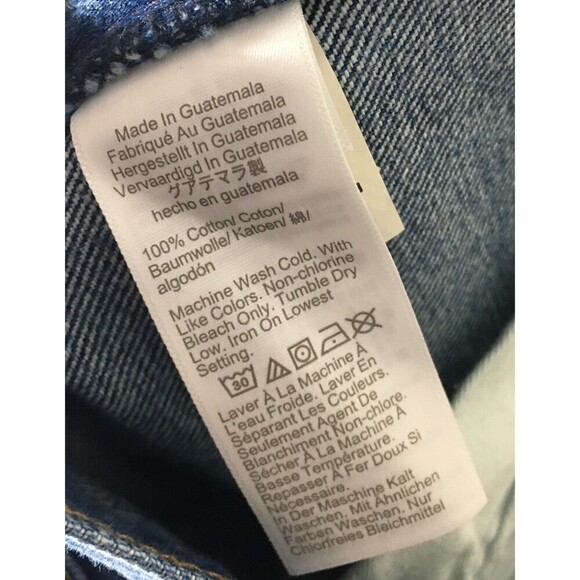 Made In Guatemala
Fabriqué Au Guatemala
Hergestellt In Guatemala
Vervaardigd In Guatemala
グアテマラ製
hecho en guatemala
100% Cotton/ Coton/
Baumwolle/ Katoen/ 綿/
algodón
Machine Wash Cold. With
Like Colors. Non-chlorine
Bleach Only. Tumble Dry
Low. Iron On Lowest
Setting.
30
Laver À La Machine À
L'eau Froide. Laver En
Séparant Les Couleurs.
Seulement Agent De
Blanchiment Non-chlore.
Sécher À La Machine À
Basse Température.
Repasser À Fer Doux Si
Nécessaire.
In Der Maschine Kalt
Waschen. Mit Ähnlichen
Farben Waschen. Nur
Chlorfreies Bleichmittel